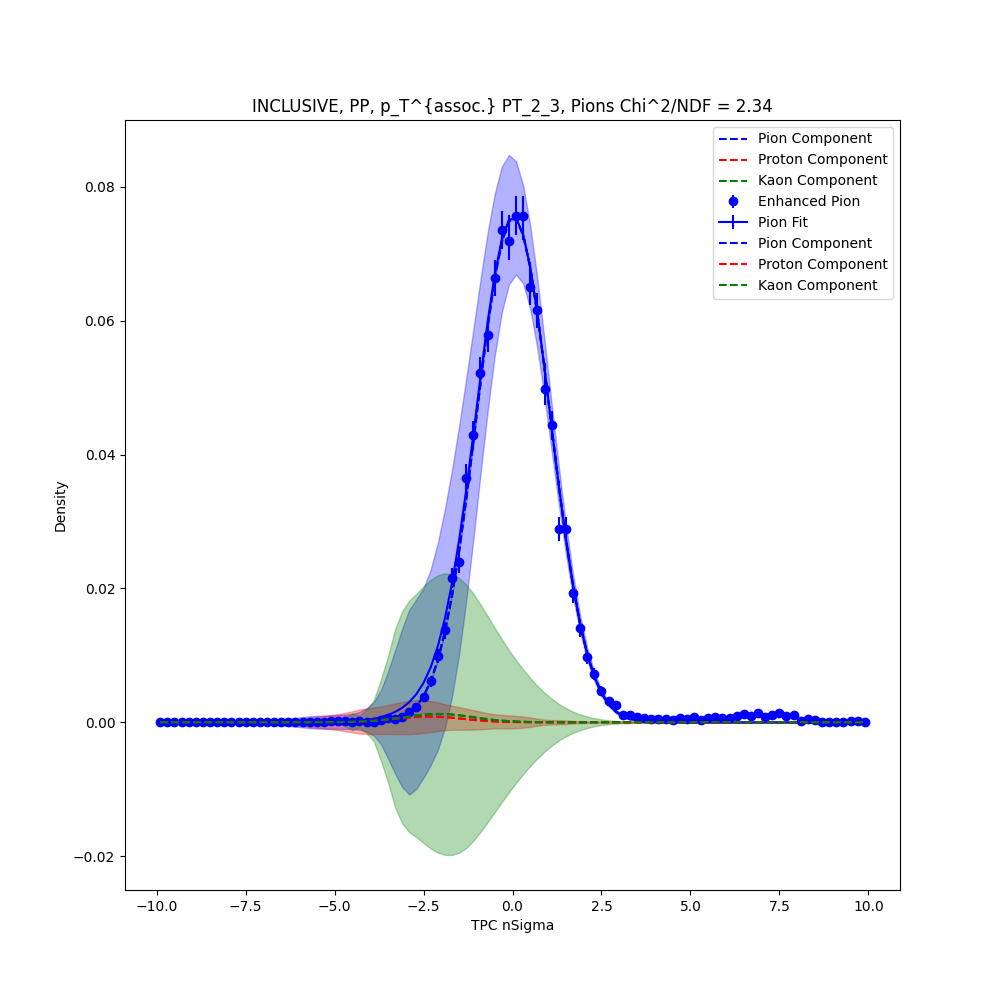 INCLUSIVE, PP, p_T^{assoc.} PT_2_3, Pions Chi^2/NDF = 2.34
Pion Component
Proton Component
Kaon Component
Enhanced Pion
Pion Fit
Pion Component
Proton Component
Kaon Component
0.08
0.06
0.04
0.02
0.00
−0.02
Density
−10.0 −7.5 −5.0 −2.5 0.0 2.5 5.0 7.5 10.0
TPC nSigma